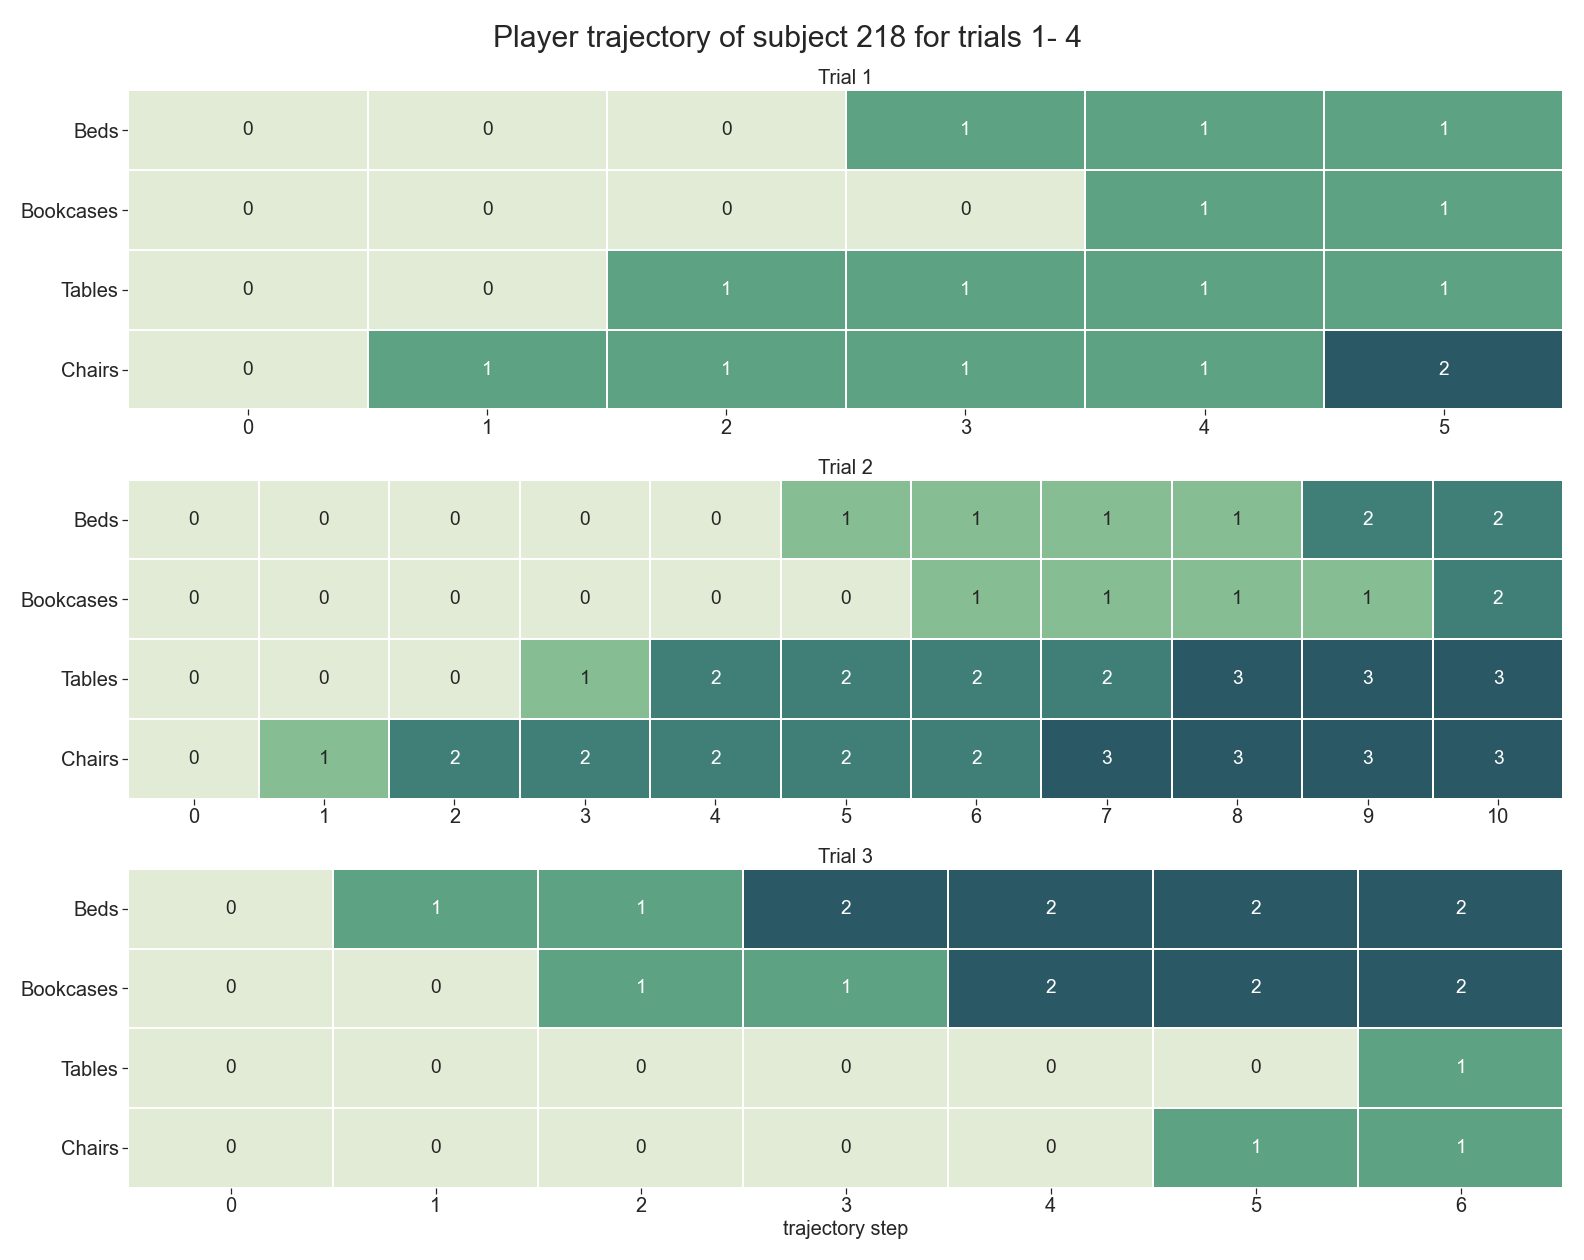 Player trajectory of subject 218 for trials 1- 4
Trial 1
Beds 0 0 0 1 1 1
Bookcases 0 0 0 0 1 1
Tables 0 0 1 1 1 1
Chairs 0 1 1 1 1 2
0 1 2 3 4 5
Trial 2
Beds 0 0 0 0 0 1 1 1 1 2 2
Bookcases 0 0 0 0 0 0 1 1 1 1 2
Tables 0 0 0 1 2 2 2 2 3 3 3
Chairs 0 1 2 2 2 2 2 3 3 3 3
0 1 2 3 4 5 6 7 8 9 10
Trial 3
Beds 0 1 1 2 2 2 2
Bookcases 0 0 1 1 2 2 2
Tables 0 0 0 0 0 0 1
Chairs 0 0 0 0 0 1 1
0 1 2 3 4 5 6
trajectory step